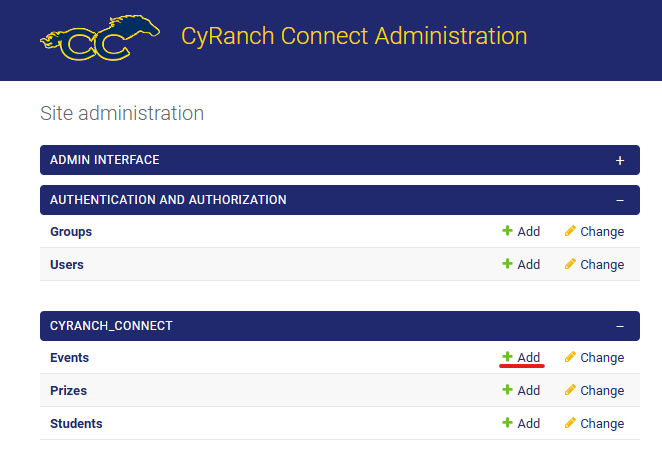 CC
CyRanch Connect Administration
Site administration
ADMIN INTERFACE +
AUTHENTICATION AND AUTHORIZATION –
Groups + Add Change
Users + Add Change
CYRANCH_CONNECT –
Events + Add Change
Prizes + Add Change
Students + Add Change